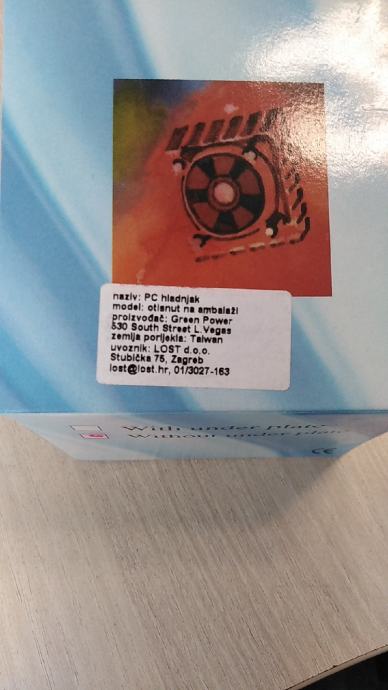 naziv: PC hladnjak
model: otisnut na ambalaži
proizvođač: Green Power
530 South Street L.Vegas
zemlja porijekla: Taiwan
uvoznik: LOST d.o.o.
Stubička 75, Zagreb
lost@lost.hr, 01/3027-163
With under plate
Without under plate
CE